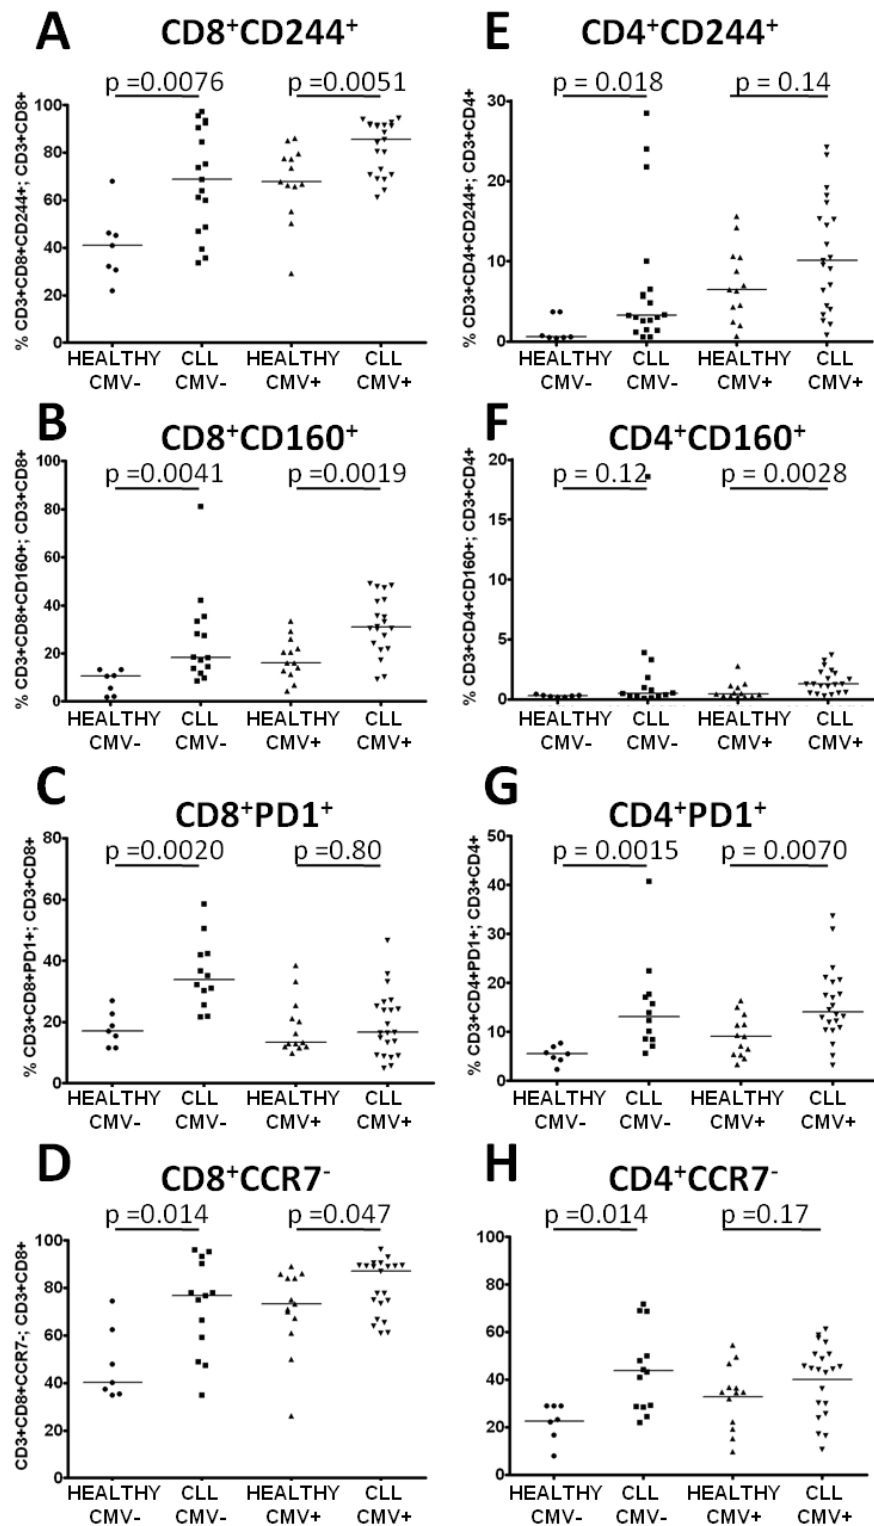 A CD8⁺CD244⁺
p =0.0076 p =0.0051
% CD3+CD8+CD244+; CD3+CD8+
100
80
60
40
20
0
HEALTHY CLL HEALTHY CLL
CMV- CMV- CMV+ CMV+
E CD4⁺CD244⁺
p = 0.018 p = 0.14
% CD3+CD4+CD244+; CD3+CD4+
30
20
10
0
HEALTHY CLL HEALTHY CLL
CMV- CMV- CMV+ CMV+
B CD8⁺CD160⁺
p =0.0041 p =0.0019
% CD3+CD8+CD160+; CD3+CD8+
100
80
60
40
20
0
HEALTHY CLL HEALTHY CLL
CMV- CMV- CMV+ CMV+
F CD4⁺CD160⁺
p = 0.12 p = 0.0028
% CD3+CD4+CD160+; CD3+CD4+
20
15
10
5
0
HEALTHY CLL HEALTHY CLL
CMV- CMV- CMV+ CMV+
C CD8⁺PD1⁺
p =0.0020 p =0.80
% CD3+CD8+PD1+; CD3+CD8+
80
60
40
20
0
HEALTHY CLL HEALTHY CLL
CMV- CMV- CMV+ CMV+
G CD4⁺PD1⁺
p = 0.0015 p = 0.0070
% CD3+CD4+PD1+; CD3+CD4+
50
40
30
20
10
0
HEALTHY CLL HEALTHY CLL
CMV- CMV- CMV+ CMV+
D CD8⁺CCR7⁻
p =0.014 p =0.047
CD3+CD8+CCR7-; CD3+CD8+
100
80
60
40
20
0
HEALTHY CLL HEALTHY CLL
CMV- CMV- CMV+ CMV+
H CD4⁺CCR7⁻
p =0.014 p =0.17
100
80
60
40
20
0
HEALTHY CLL HEALTHY CLL
CMV- CMV- CMV+ CMV+